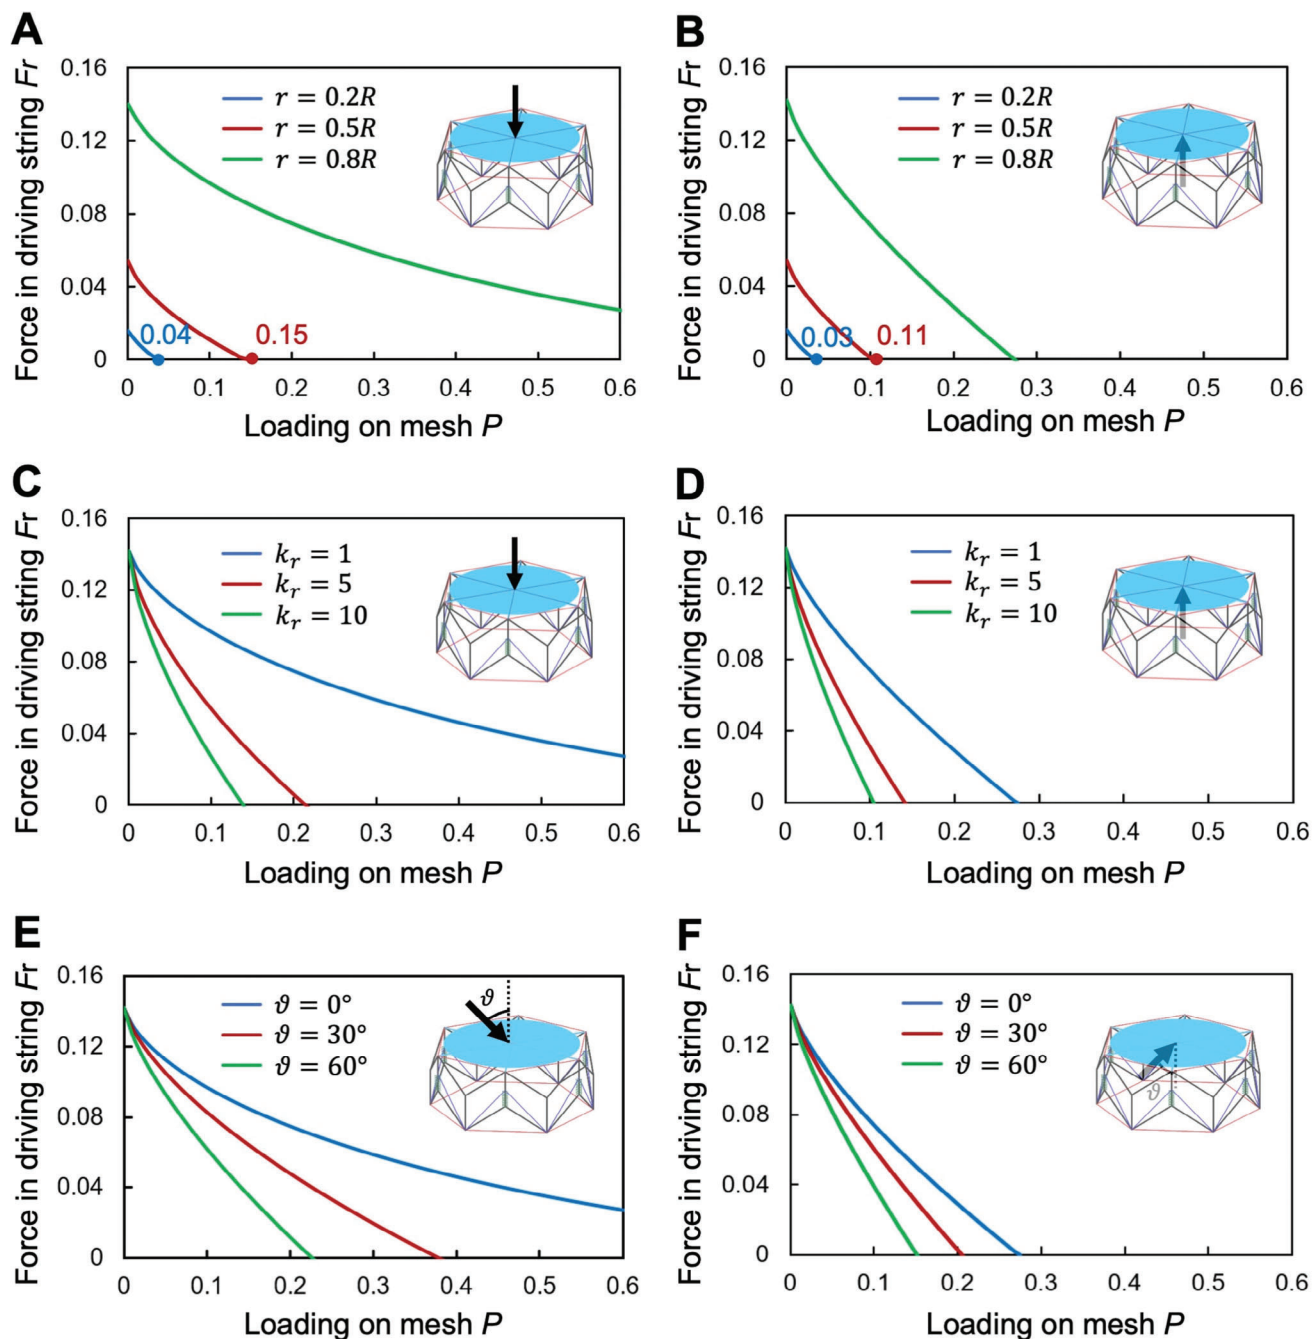 A
Force in driving string Fr
0.16
0.12
0.08
0.04
0
r = 0.2R
r = 0.5R
r = 0.8R
0.04
0.15
0 0.1 0.2 0.3 0.4 0.5 0.6
Loading on mesh P
B
Force in driving string Fr
0.16
0.12
0.08
0.04
0
r = 0.2R
r = 0.5R
r = 0.8R
0.03
0.11
0 0.1 0.2 0.3 0.4 0.5 0.6
Loading on mesh P
C
Force in driving string Fr
0.16
0.12
0.08
0.04
0
kᵣ = 1
kᵣ = 5
kᵣ = 10
0 0.1 0.2 0.3 0.4 0.5 0.6
Loading on mesh P
D
Force in driving string Fr
0.16
0.12
0.08
0.04
0
kᵣ = 1
kᵣ = 5
kᵣ = 10
0 0.1 0.2 0.3 0.4 0.5 0.6
Loading on mesh P
E
Force in driving string Fr
0.16
0.12
0.08
0.04
0
ϑ = 0°
ϑ = 30°
ϑ = 60°
ϑ
0 0.1 0.2 0.3 0.4 0.5 0.6
Loading on mesh P
F
Force in driving string Fr
0.16
0.12
0.08
0.04
0
ϑ = 0°
ϑ = 30°
ϑ = 60°
ϑ
0 0.1 0.2 0.3 0.4 0.5 0.6
Loading on mesh P